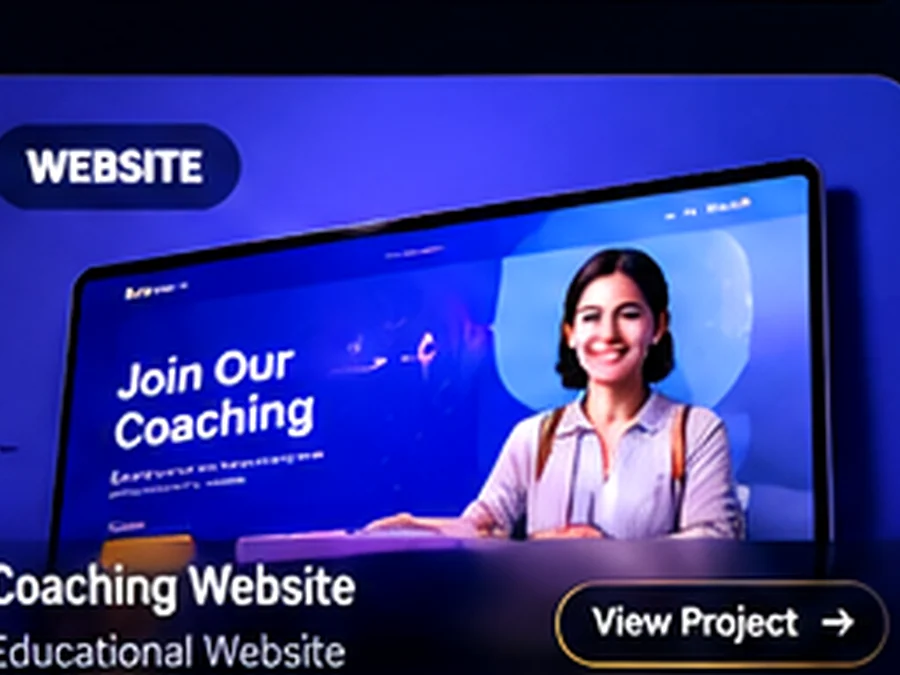 WEBSITE
Join Our
Coaching
Coaching Website
Educational Website
View Project →